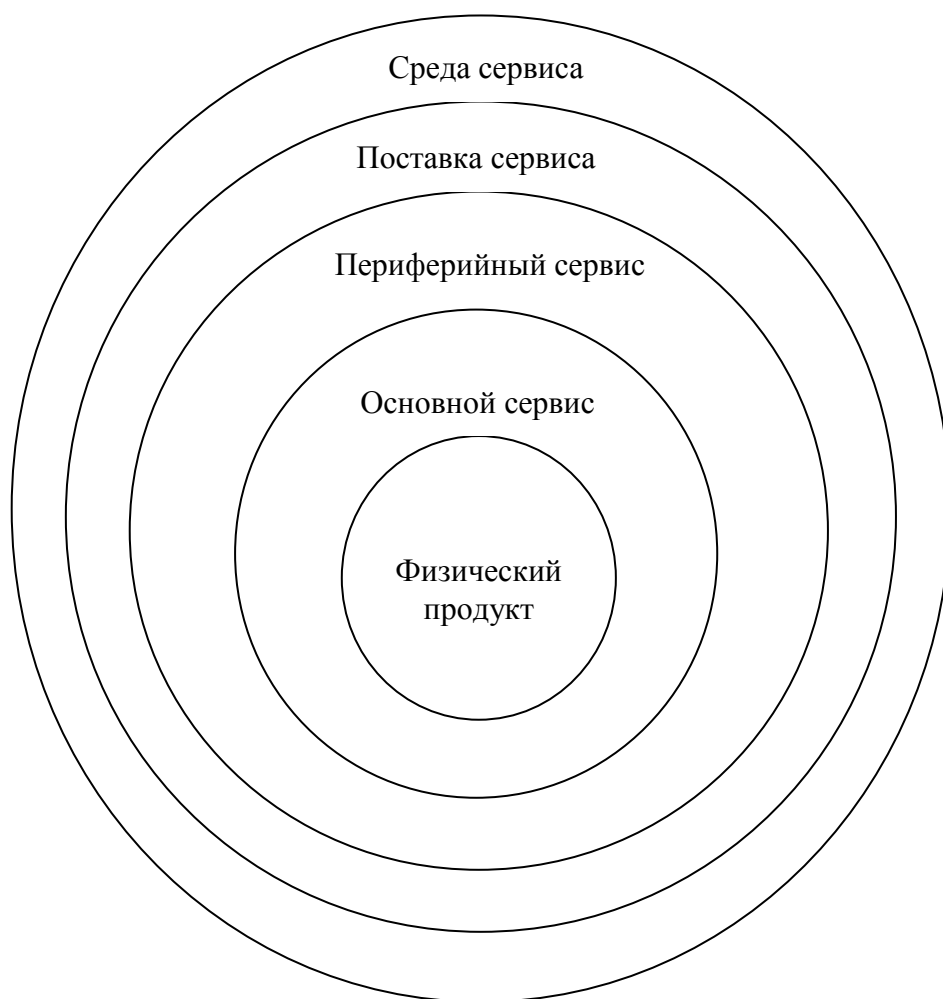 Среда сервиса
Поставка сервиса
Периферийный сервис
Основной сервис
Физический
продукт